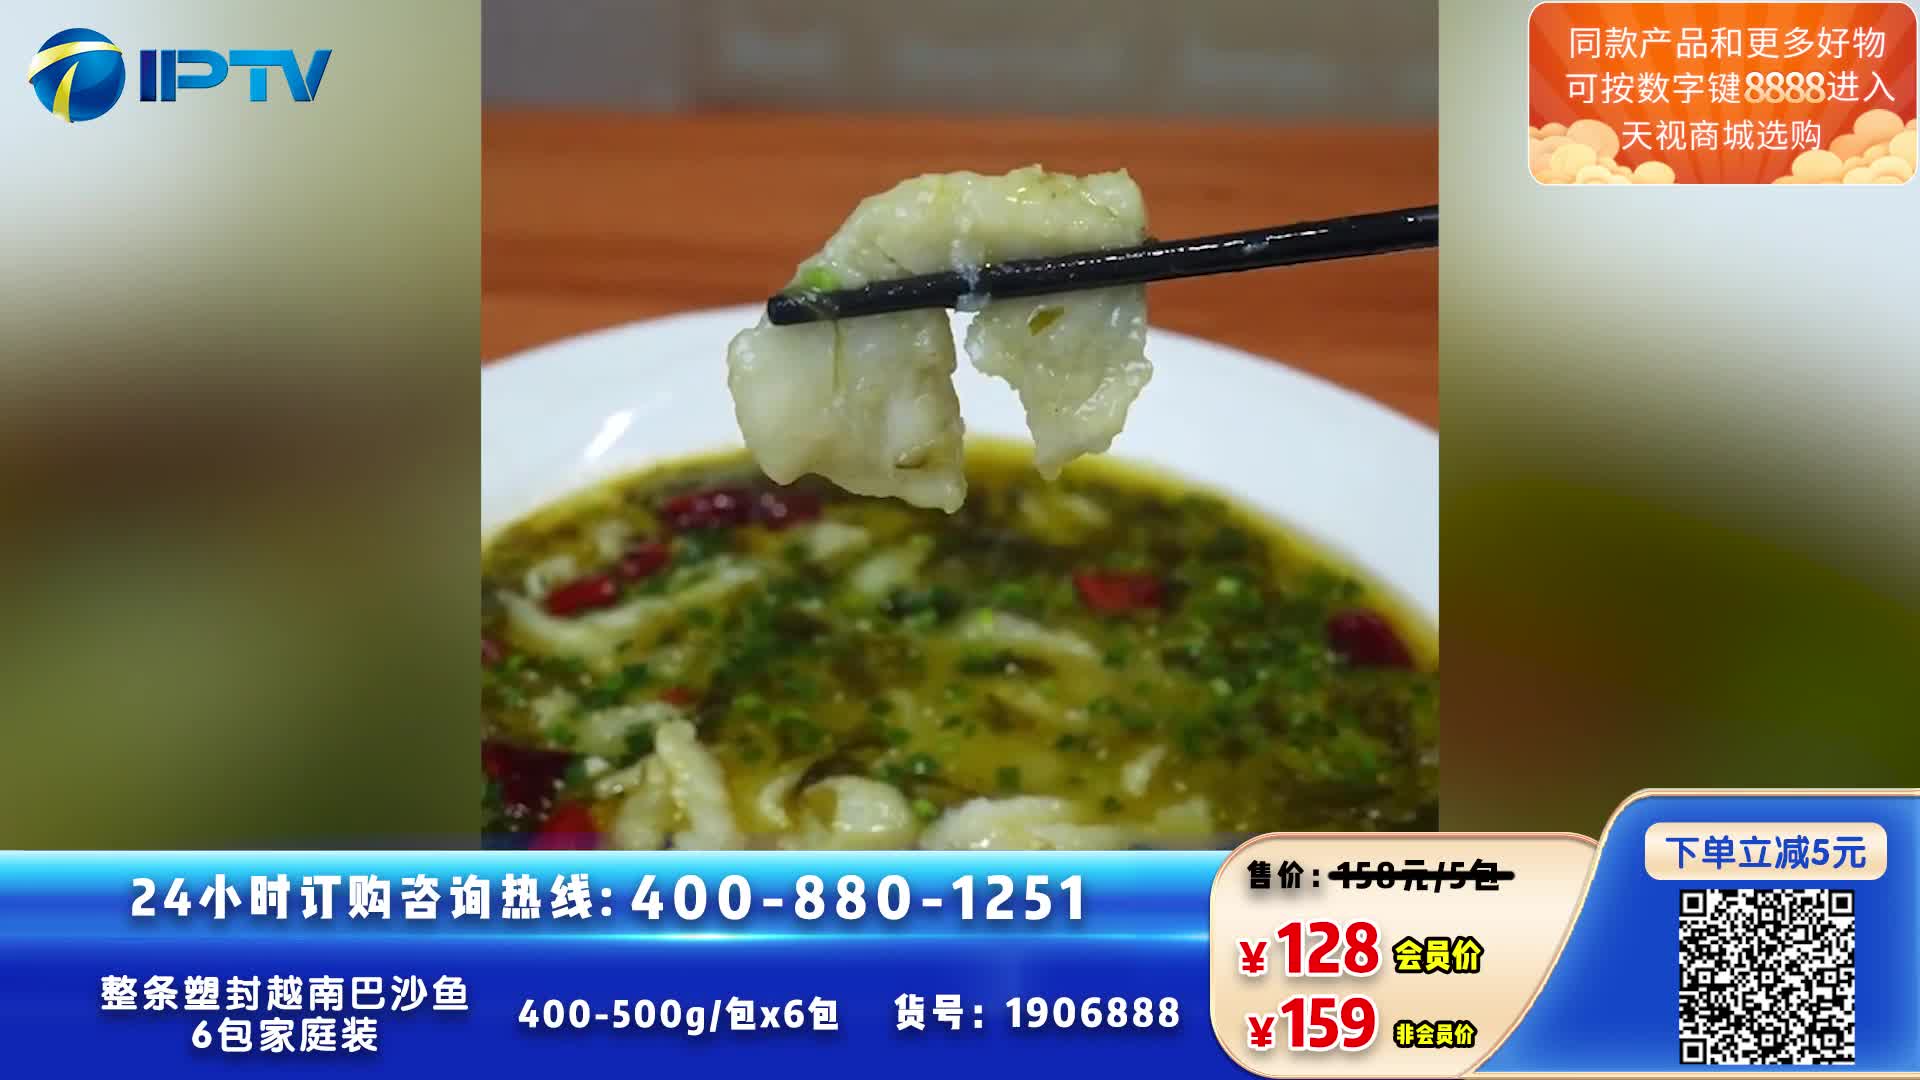 IPTV
同款产品和更多好物
可按数字键8888进入
天视商城选购
24小时订购咨询热线: 400-880-1251
整条塑封越南巴沙鱼
6包家庭装
400-500g/包x6包
货号: 1906888
售价: 158元/5包
¥128 会员价
¥159 非会员价
下单立减5元